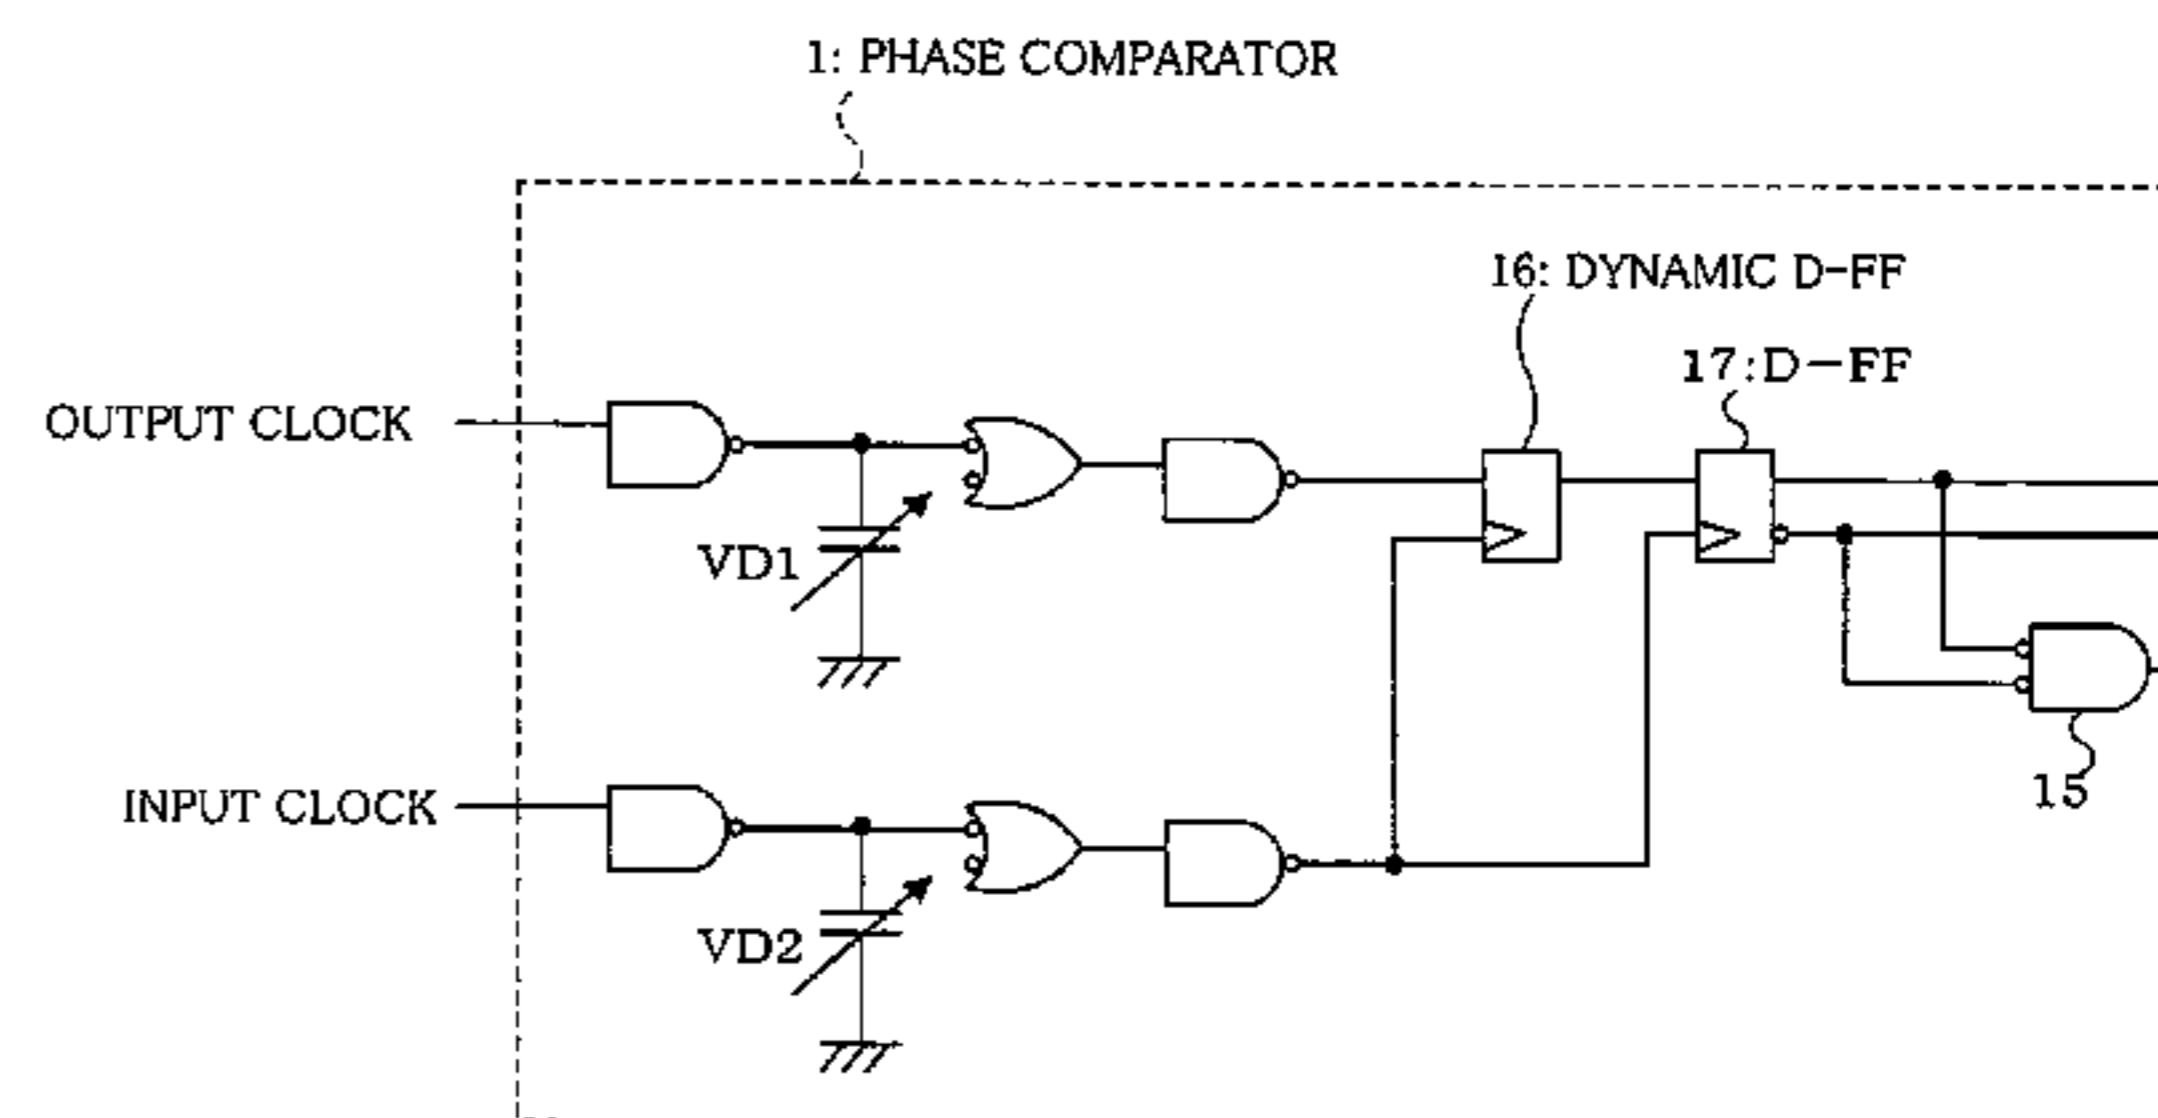 1: PHASE COMPARATOR
16: DYNAMIC D-FF
17:D-FF
OUTPUT CLOCK
VD1
15
INPUT CLOCK
VD2